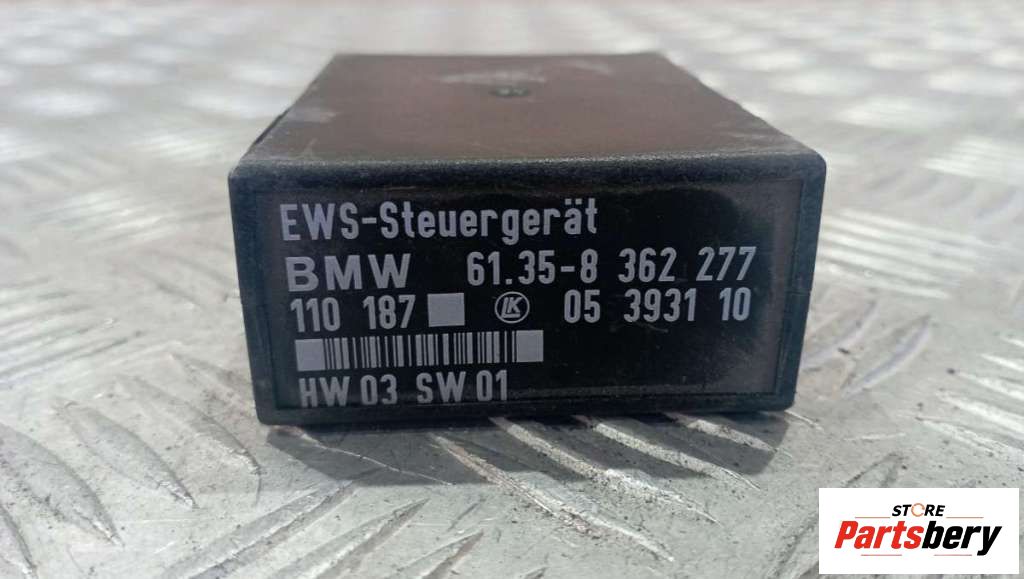 EWS-Steuergerät
BMW 61.35-8 362 277
110 187 LK 05 3931 10
HW 03 SW 01
STORE
Partsbery